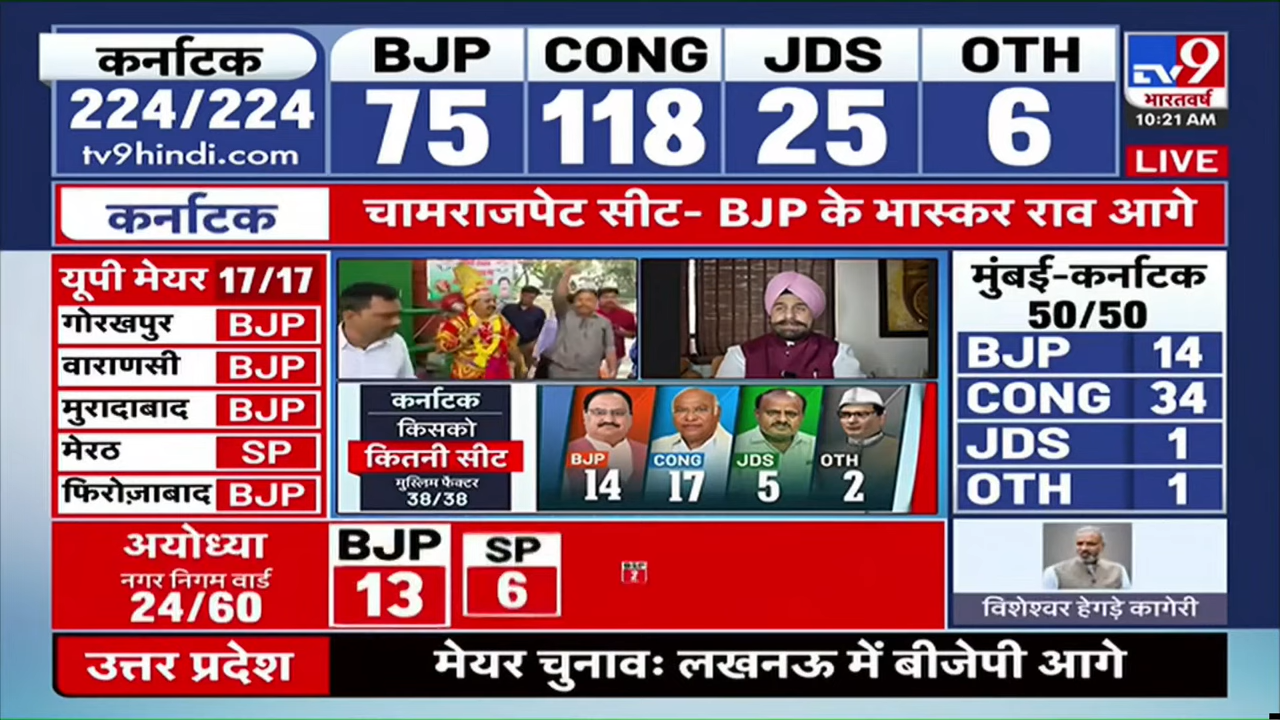 कर्नाटक
224/224
tv9hindi.com
BJP
75
CONG
118
JDS
25
OTH
6
TV9
भारतवर्ष
10:21 AM
LIVE
कर्नाटक
चामराजपेट सीट- BJP के भास्कर राव आगे
यूपी मेयर 17/17
गोरखपुर BJP
वाराणसी BJP
मुरादाबाद BJP
मेरठ SP
फिरोज़ाबाद BJP
कर्नाटक
किसको
कितनी सीट
मुस्लिम फैक्टर
38/38
BJP
14
CONG
17
JDS
5
OTH
2
मुंबई-कर्नाटक
50/50
BJP 14
CONG 34
JDS 1
OTH 1
अयोध्या
नगर निगम वार्ड
24/60
BJP
13
SP
6
विशेश्वर हेगड़े कागेरी
उत्तर प्रदेश
मेयर चुनावः लखनऊ में बीजेपी आगे